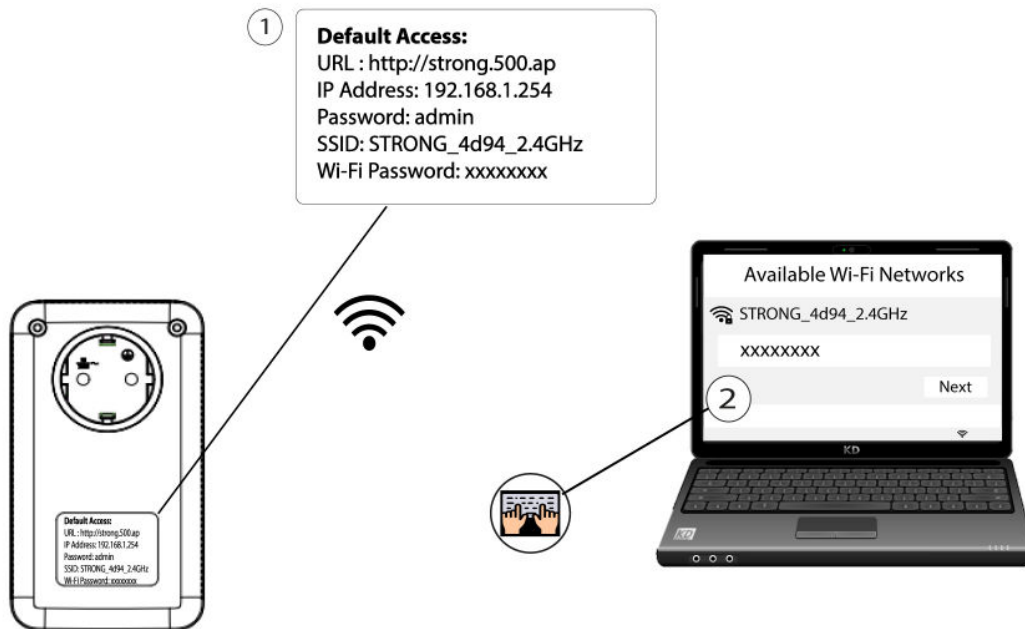 1
Default Access:
URL : http://strong.500.ap
IP Address: 192.168.1.254
Password: admin
SSID: STRONG_4d94_2.4GHz
Wi-Fi Password: xxxxxxxx
Available Wi-Fi Networks
STRONG_4d94_2.4GHz
xxxxxxxx
Next
2
KD
KD
Default Access:
URL : http://strong.500.ap
IP Address: 192.168.1.254
Password: admin
SSID: STRONG_4d94_2.4GHz
Wi-Fi Password: xxxxxxxx